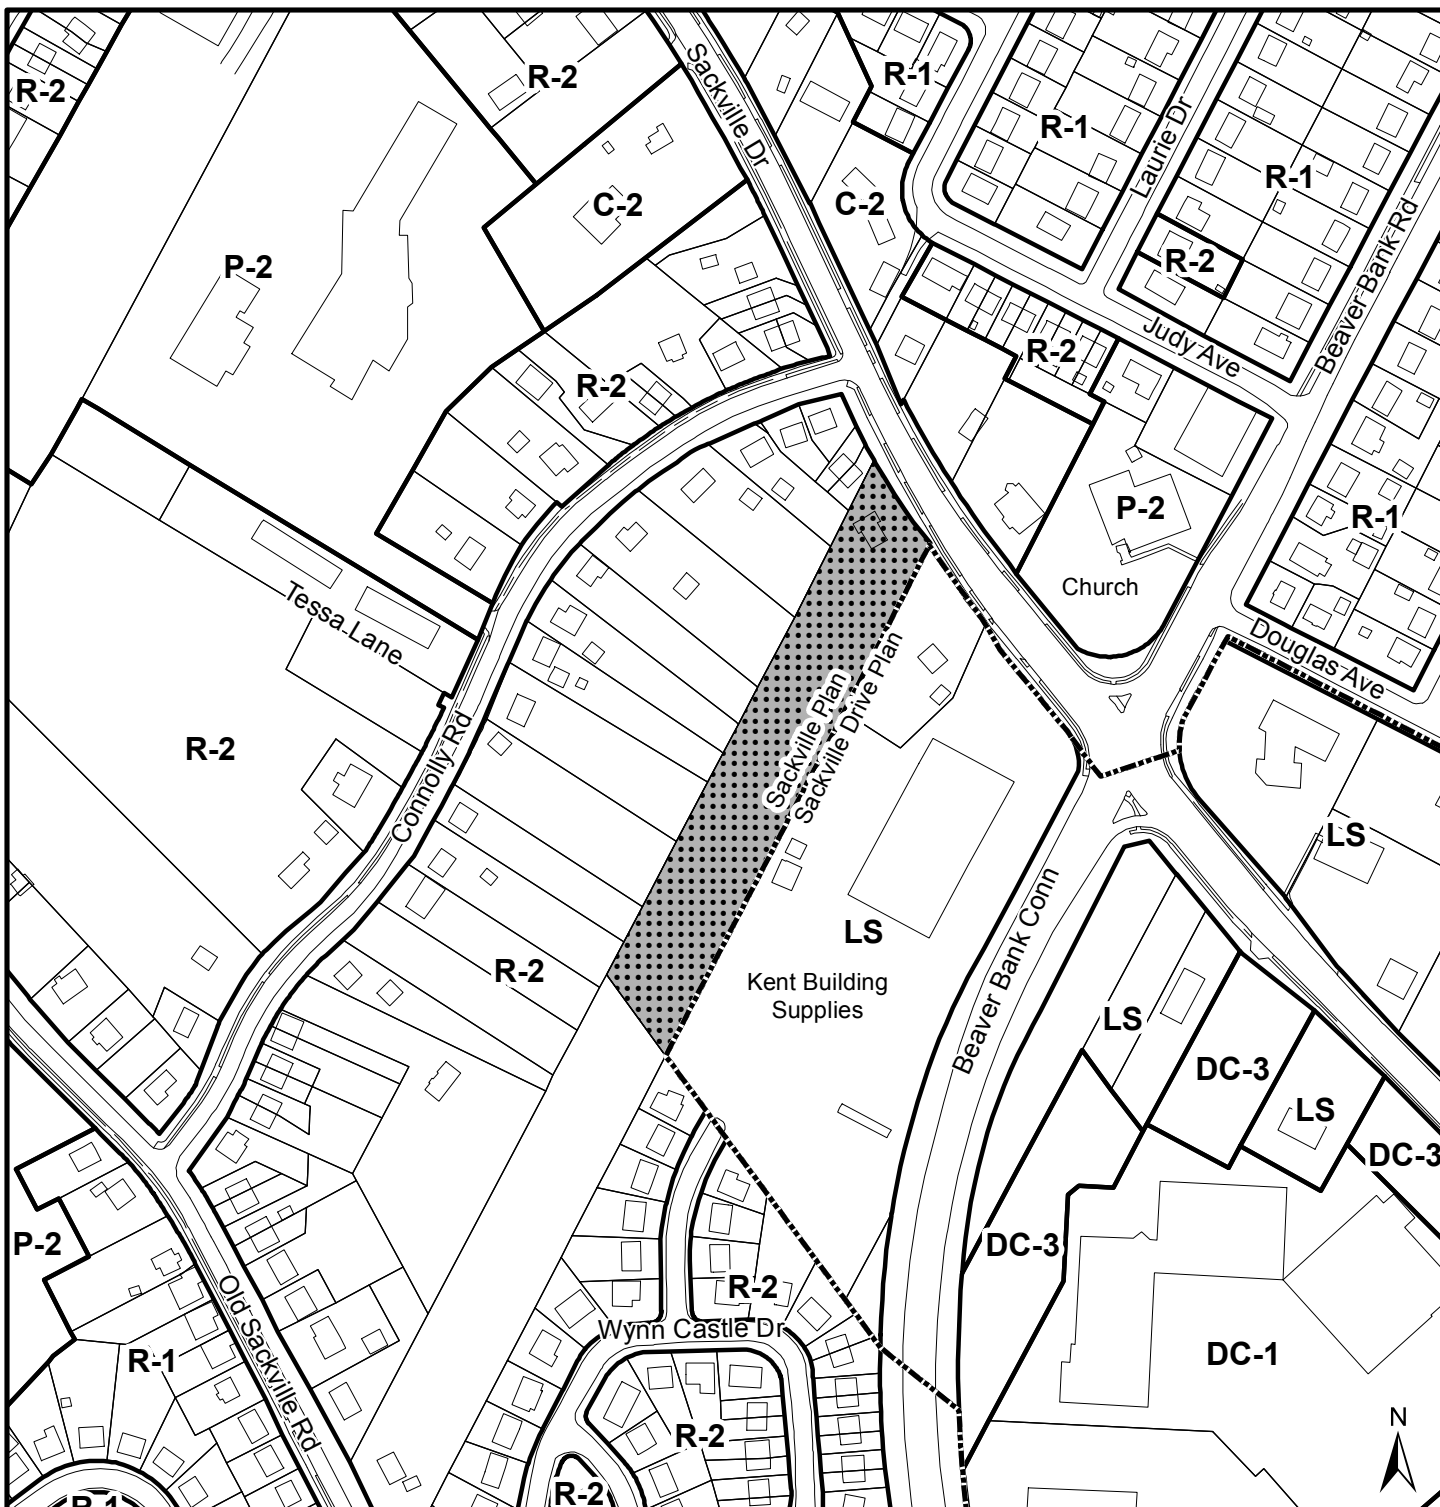 R-2
R-2
Sackville Dr
R-1
R-1
Laurie Dr
R-1
C-2
C-2
Beaver Bank Rd
P-2
R-2
Judy Ave
R-2
R-2
P-2
R-1
Church
Tessa Lane
Douglas Ave
Sackville Plan
Sackville Drive Plan
R-2
Connolly Rd
LS
LS
R-2
Kent Building
Supplies
Beaver Bank Conn
LS
DC-3
LS
DC-3
P-2
DC-3
R-2
Wynn Castle Dr
Old Sackville Rd
R-1
DC-1
N
R-2
R-2
R-1